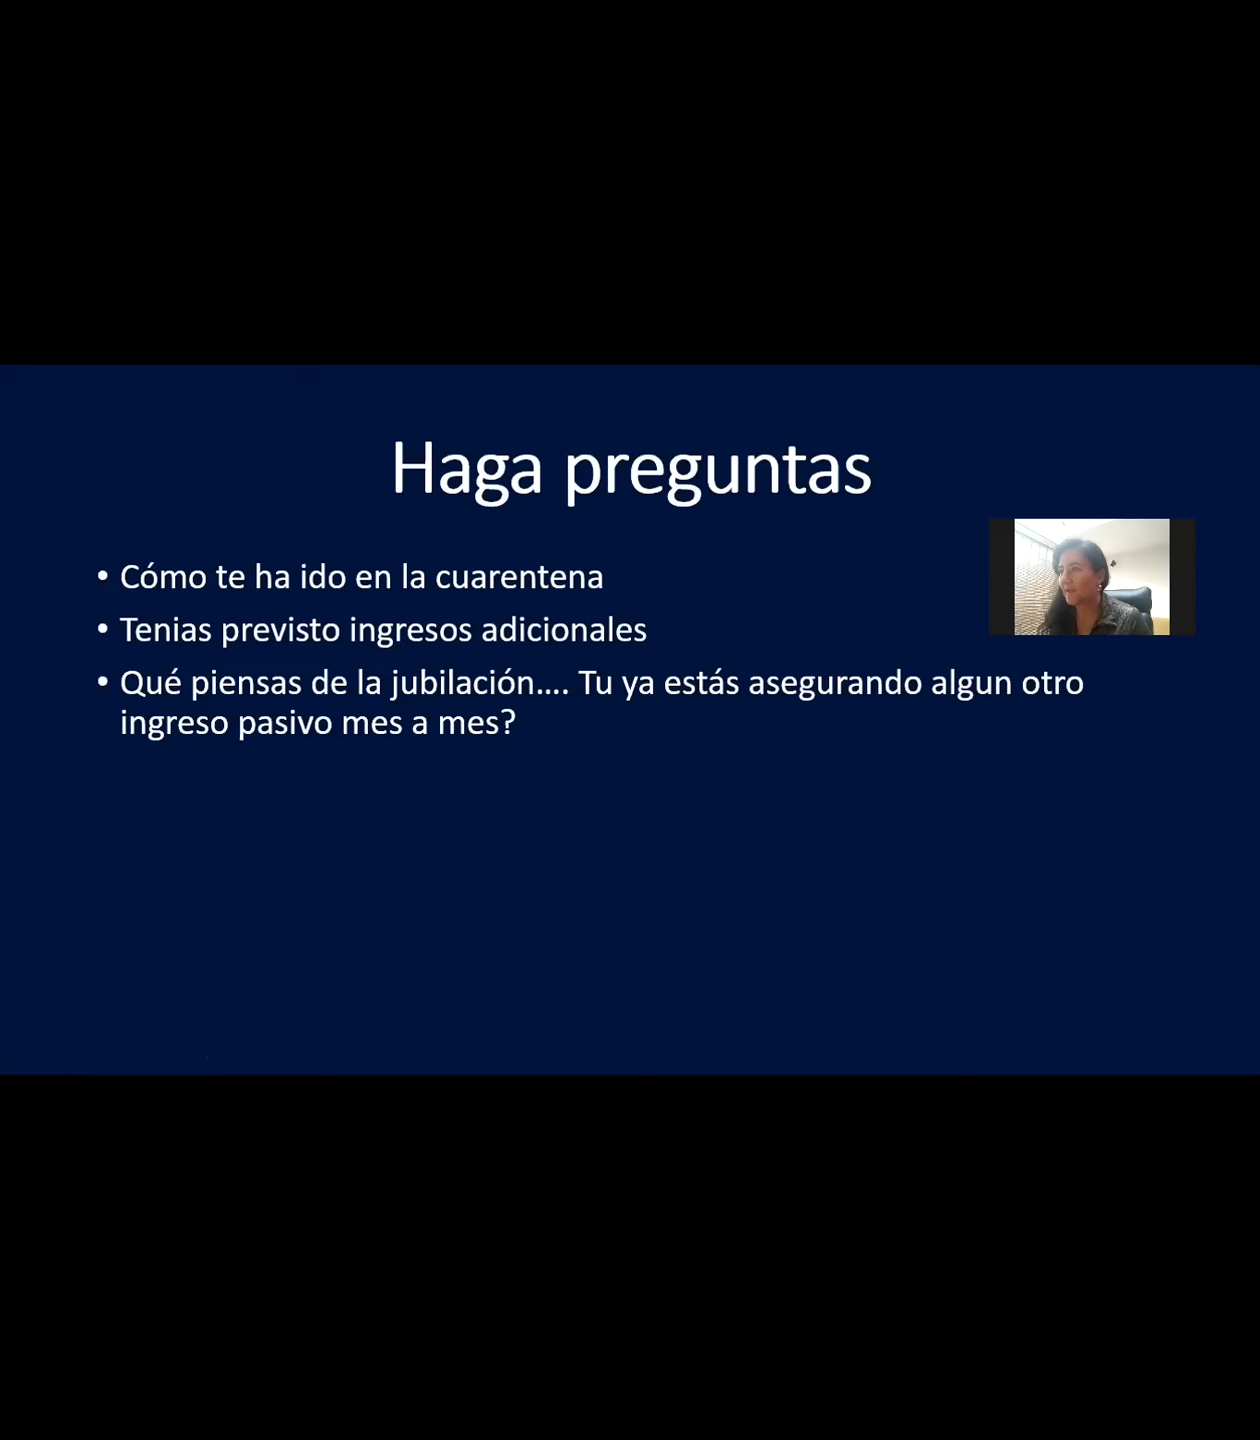 Haga preguntas
• Cómo te ha ido en la cuarentena
• Tenias previsto ingresos adicionales
• Qué piensas de la jubilación.... Tu ya estás asegurando algun otro
ingreso pasivo mes a mes?